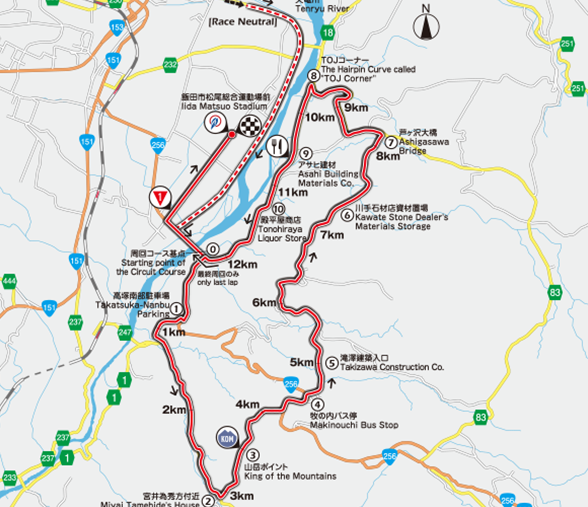 Tenryu River
[Race Neutral]
153
18
232
N
251
251
TOJコーナー
The Hairpin Curve called
"TOJ Corner"
⑧
飯田市松尾総合運動場前
Iida Matsuo Stadium
9km
10km
151
256
戸ヶ沢大橋
Ashigasawa
Bridge
⑦
8km
⑨
アサヒ建材
Asahi Building
Materials Co.
11km
川手石材店資材置場
⑥ Kawate Stone Dealer's
Materials Storage
⑩
殿平屋商店
Tonohiraya
Liquor Store
7km
周回コース基点
Starting point of
the Circuit Course
⓪
12km
最終周回のみ
only last lap
151
444
151
83
高塚南部駐車場
Takatsuka-Nanbu
Parking
①
6km
237
247
1km
滝澤建築入口
⑤ Takizawa Construction Co.
5km
1
1
256
2km
4km
④
牧の内バス停
Makinouchi Bus Stop
83
237
237
1
KOM
③
山岳ポイント
King of the Mountains
256
256
233
宮井為秀方付近
Miyai Tamehide's House
②
3km